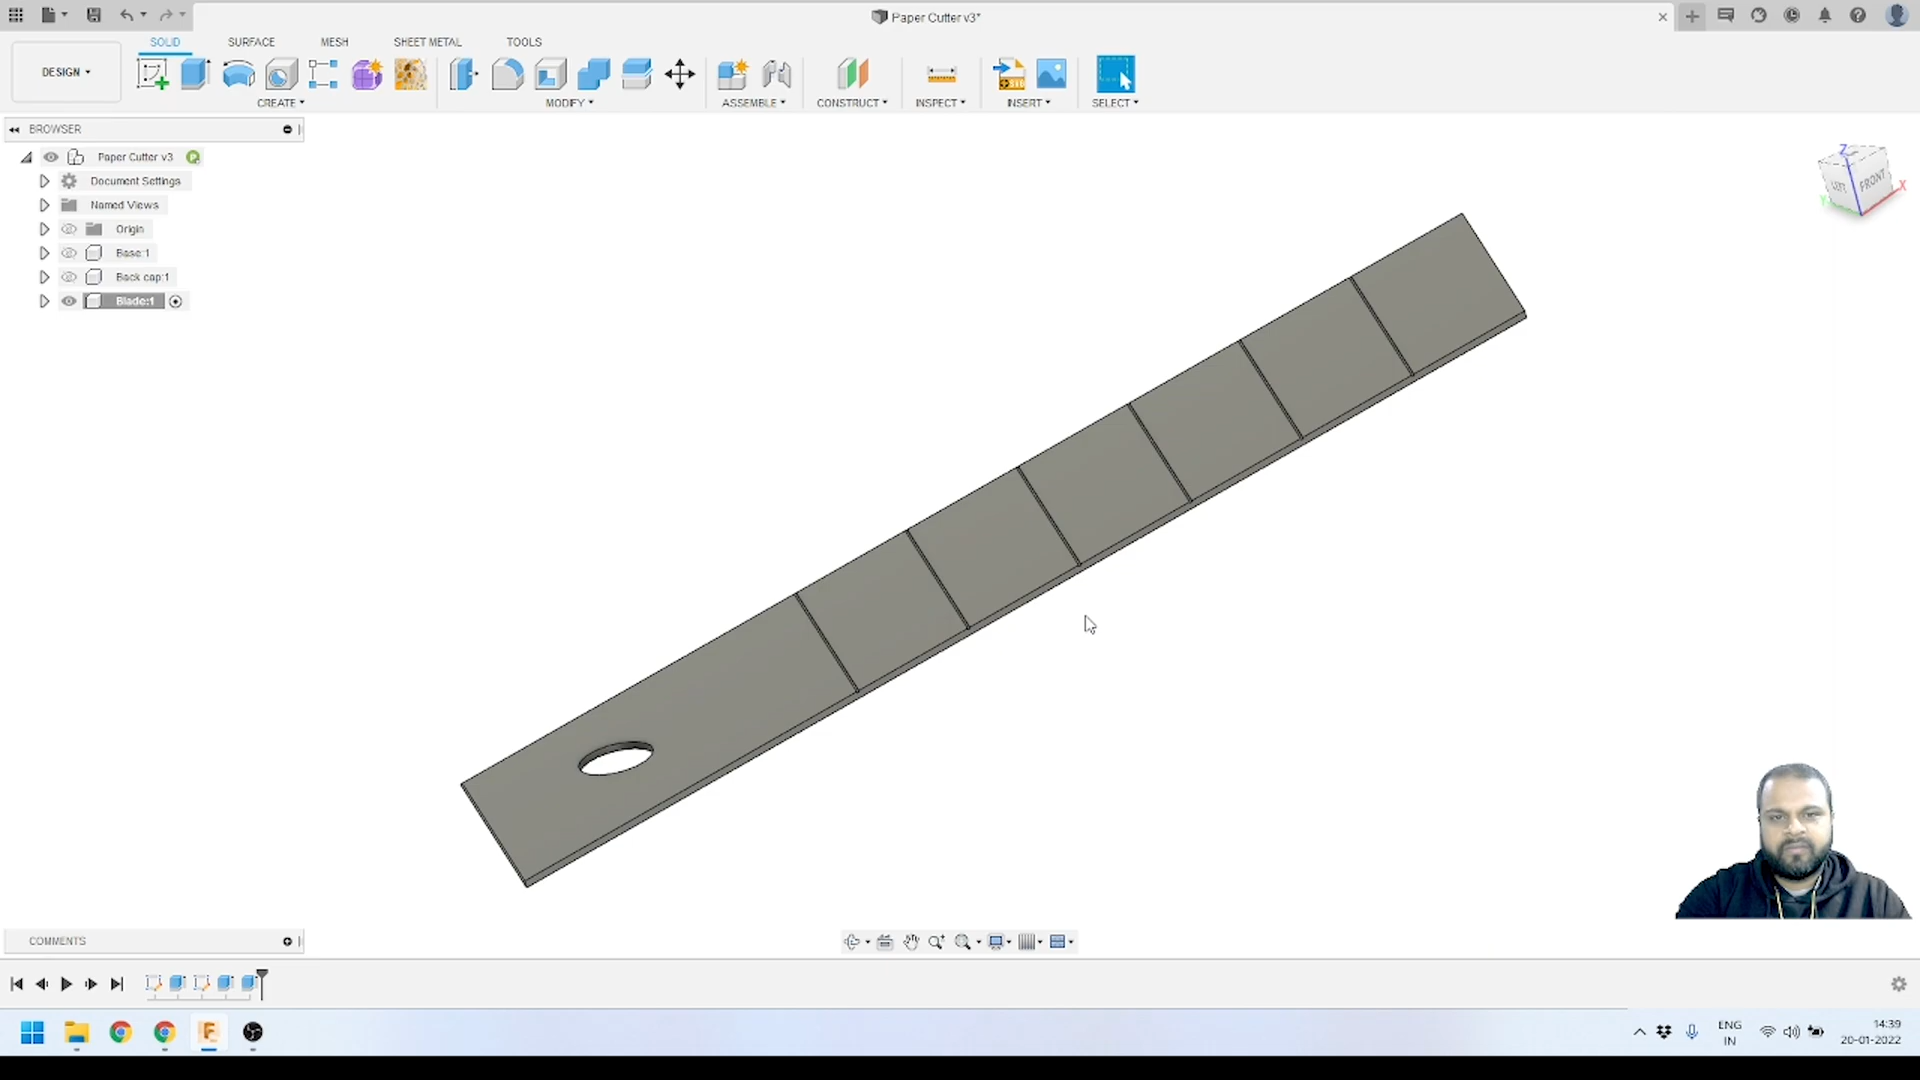 Paper Cutter v3*
SOLID
SURFACE
MESH
SHEET METAL
TOOLS
DESIGN
CREATE
MODIFY
ASSEMBLE
CONSTRUCT
INSPECT
INSERT
SELECT
BROWSER
Paper Cutter v3
Document Settings
Named Views
Origin
Base:1
Back cap:1
Blade:1
Z
LEFT
FRONT
X
Y
COMMENTS
ENG
IN
14:39
20-01-2022